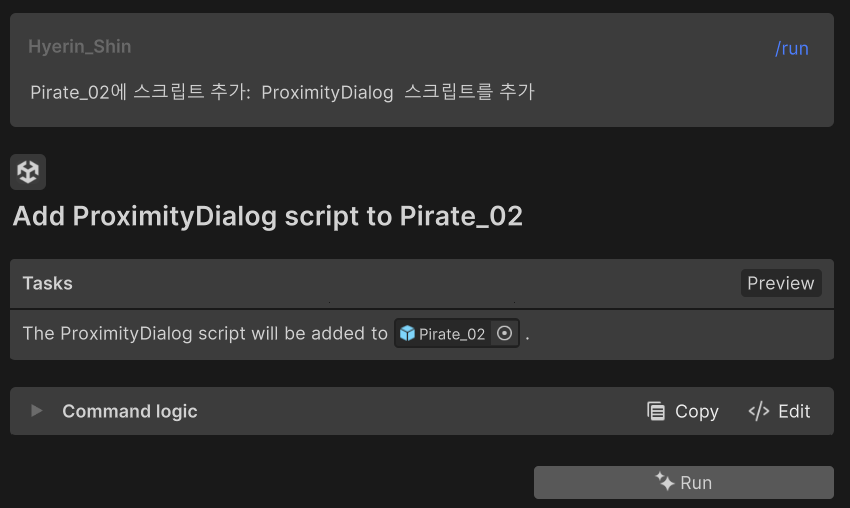 Hyerin_Shin
/run
Pirate_02에 스크립트 추가: ProximityDialog 스크립트를 추가
Add ProximityDialog script to Pirate_02
Tasks
Preview
The ProximityDialog script will be added to Pirate_02 .
Command logic
Copy
Edit
Run